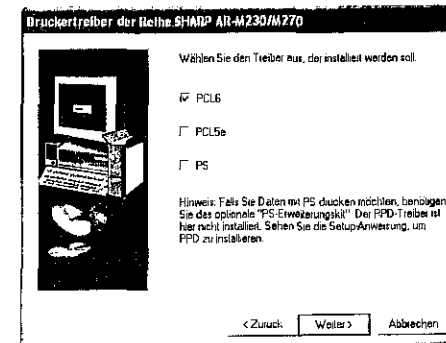 Druckertreiber der Reihe SHARP AR-M230/M270
Wählen Sie den Treiber aus, der installiert werden soll.
PCL6
PCL5e
PS
Hinweis: Falls Sie Daten mit PS drucken möchten, benötigen
Sie das optionale "PS-Erweiterungskit" Der PPD-Treiber ist
hier nicht installiert. Sehen Sie die Setup-Anweisung, um
PPD zu installieren.
<Zurück
Weiter>
Abbrechen